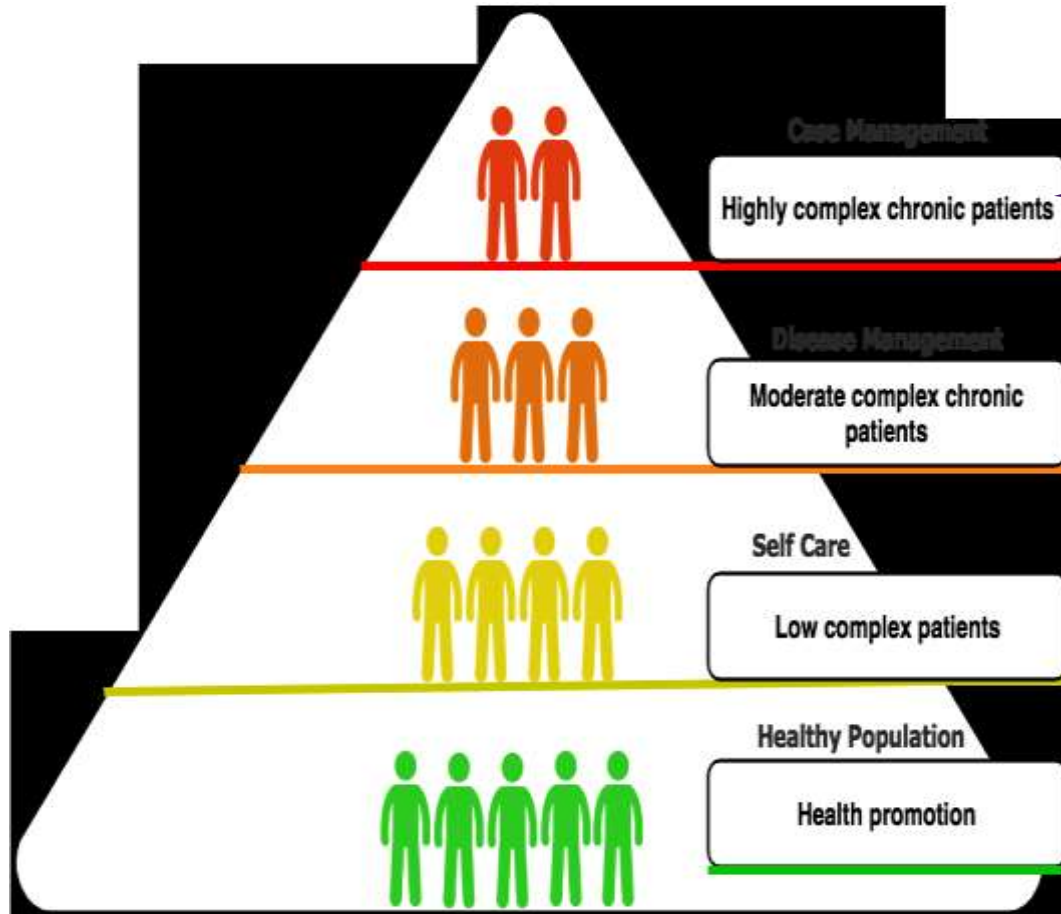 Case Management
Highly complex chronic patients
Disease Management
Moderate complex chronic
patients
Self Care
Low complex patients
Healthy Population
Health promotion